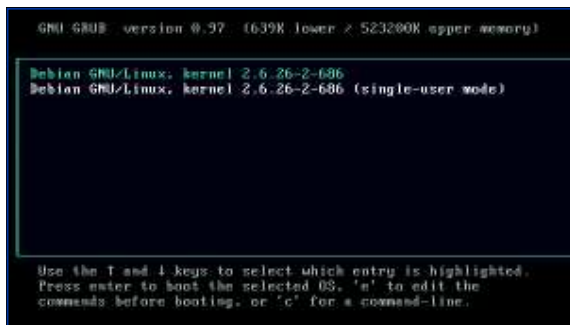 GNU GRUB version 0.97 (639K lower / 523200K upper memory)
Debian GNU/Linux, kernel 2.6.26-2-686
Debian GNU/Linux, kernel 2.6.26-2-686 (single-user mode)
Use the ↑ and ↓ keys to select which entry is highlighted.
Press enter to boot the selected OS, 'e' to edit the
commands before booting, or 'c' for a command-line.